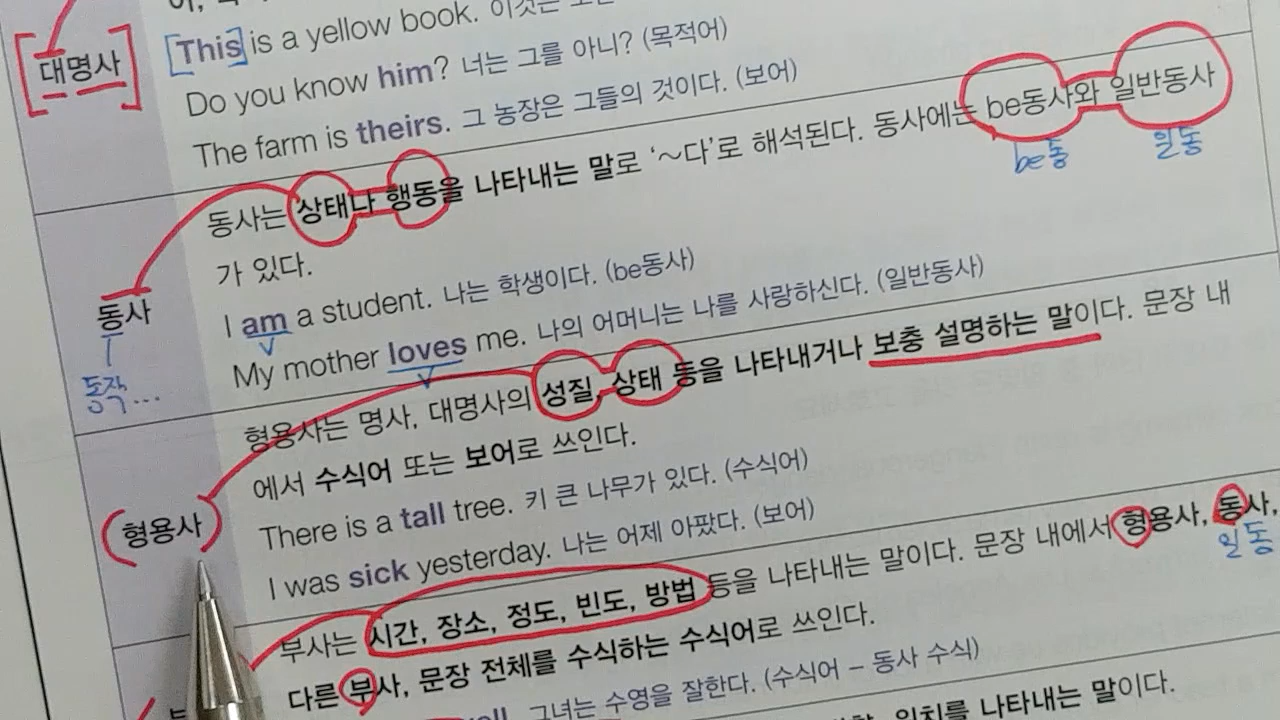 대명사
This is a yellow book. 이것은
Do you know him? 너는 그를 아니? (목적어)
The farm is theirs. 그 농장은 그들의 것이다. (보어)
동사
동작...
동사는 상태나 행동을 나타내는 말로 '~다'로 해석된다. 동사에는 be동사와 일반동사
be동 일동
가 있다.
I am a student. 나는 학생이다. (be동사)
My mother loves me. 나의 어머니는 나를 사랑하신다. (일반동사)
형용사
형용사는 명사, 대명사의 성질, 상태 등을 나타내거나 보충 설명하는 말이다. 문장 내
에서 수식어 또는 보어로 쓰인다.
There is a tall tree. 키 큰 나무가 있다. (수식어)
I was sick yesterday. 나는 어제 아팠다. (보어)
부사는 시간, 장소, 정도, 빈도, 방법 등을 나타내는 말이다. 문장 내에서 형용사, 동사,
일동
다른 부사, 문장 전체를 수식하는 수식어로 쓰인다.
그녀는 수영을 잘한다. (수식어 – 동사 수식)
위치를 나타내는 말이다.